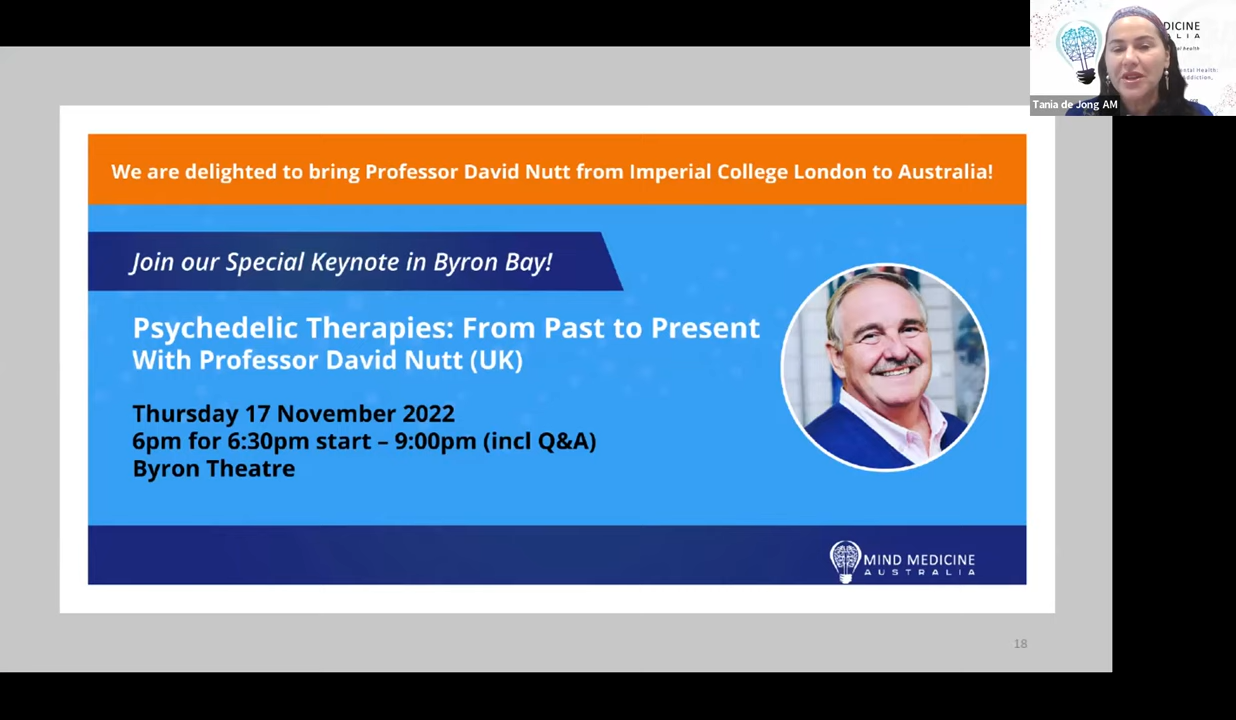 We are delighted to bring Professor David Nutt from Imperial College London to Australia!
Join our Special Keynote in Byron Bay!
Psychedelic Therapies: From Past to Present
With Professor David Nutt (UK)
Thursday 17 November 2022
6pm for 6:30pm start – 9:00pm (incl Q&A)
Byron Theatre
MIND MEDICINE
AUSTRALIA
18
DICINE
LIA
Tania de Jong AM